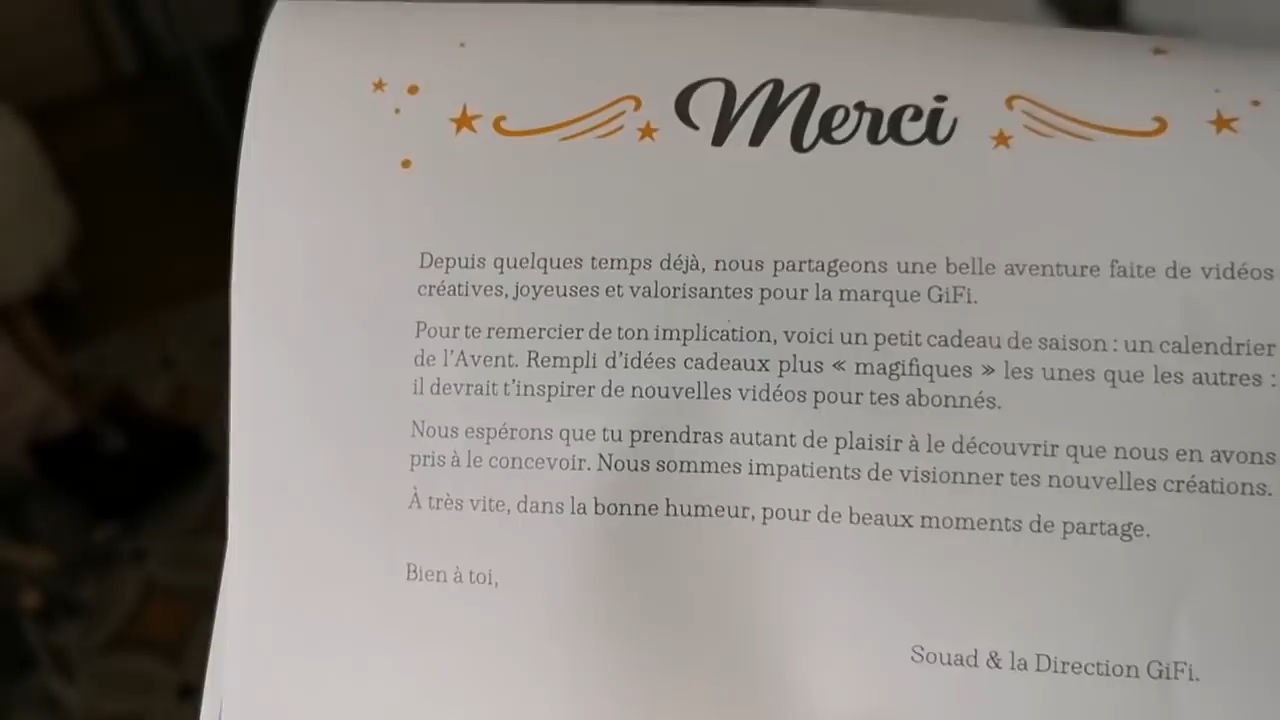 Merci
Depuis quelques temps déjà, nous partageons une belle aventure faite de vidéos
créatives, joyeuses et valorisantes pour la marque GiFi.
Pour te remercier de ton implication, voici un petit cadeau de saison : un calendrier
de l'Avent. Rempli d'idées cadeaux plus « magifiques » les unes que les autres :
il devrait t'inspirer de nouvelles vidéos pour tes abonnés.
Nous espérons que tu prendras autant de plaisir à le découvrir que nous en avons
pris à le concevoir. Nous sommes impatients de visionner tes nouvelles créations.
À très vite, dans la bonne humeur, pour de beaux moments de partage.
Bien à toi,
Souad & la Direction GiFi.